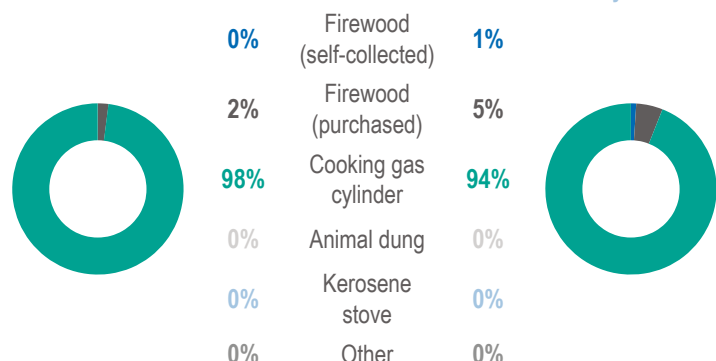 Firewood
0% (self-collected) 1%
Firewood
2% (purchased) 5%
98% Cooking gas 94%
cylinder
0% Animal dung 0%
Kerosene
0% stove 0%
0% Other 0%